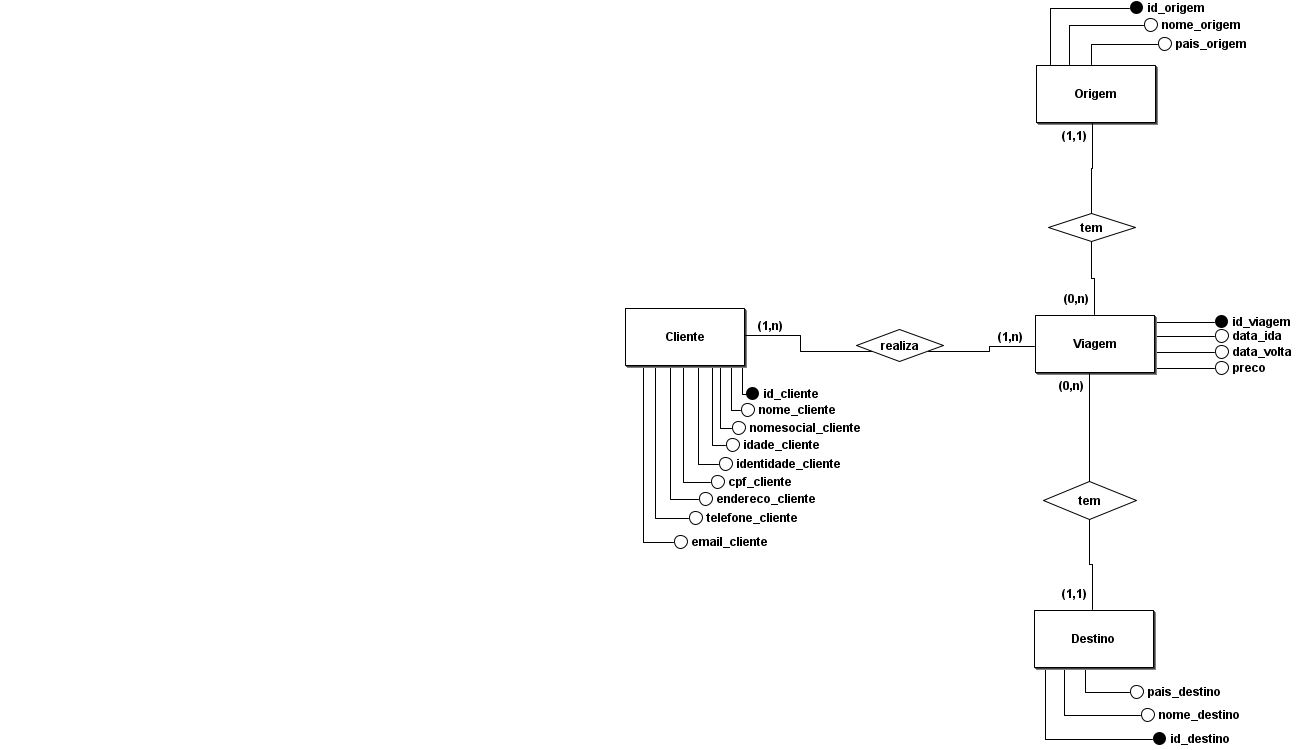 id_origem
nome_origem
pais_origem
Origem
(1,1)
tem
(0,n)
Cliente
(1,n)
realiza
(1,n)
Viagem
id_viagem
data_ida
data_volta
preco
(0,n)
id_cliente
nome_cliente
nomesocial_cliente
idade_cliente
identidade_cliente
cpf_cliente
endereco_cliente
telefone_cliente
email_cliente
tem
(1,1)
Destino
pais_destino
nome_destino
id_destino